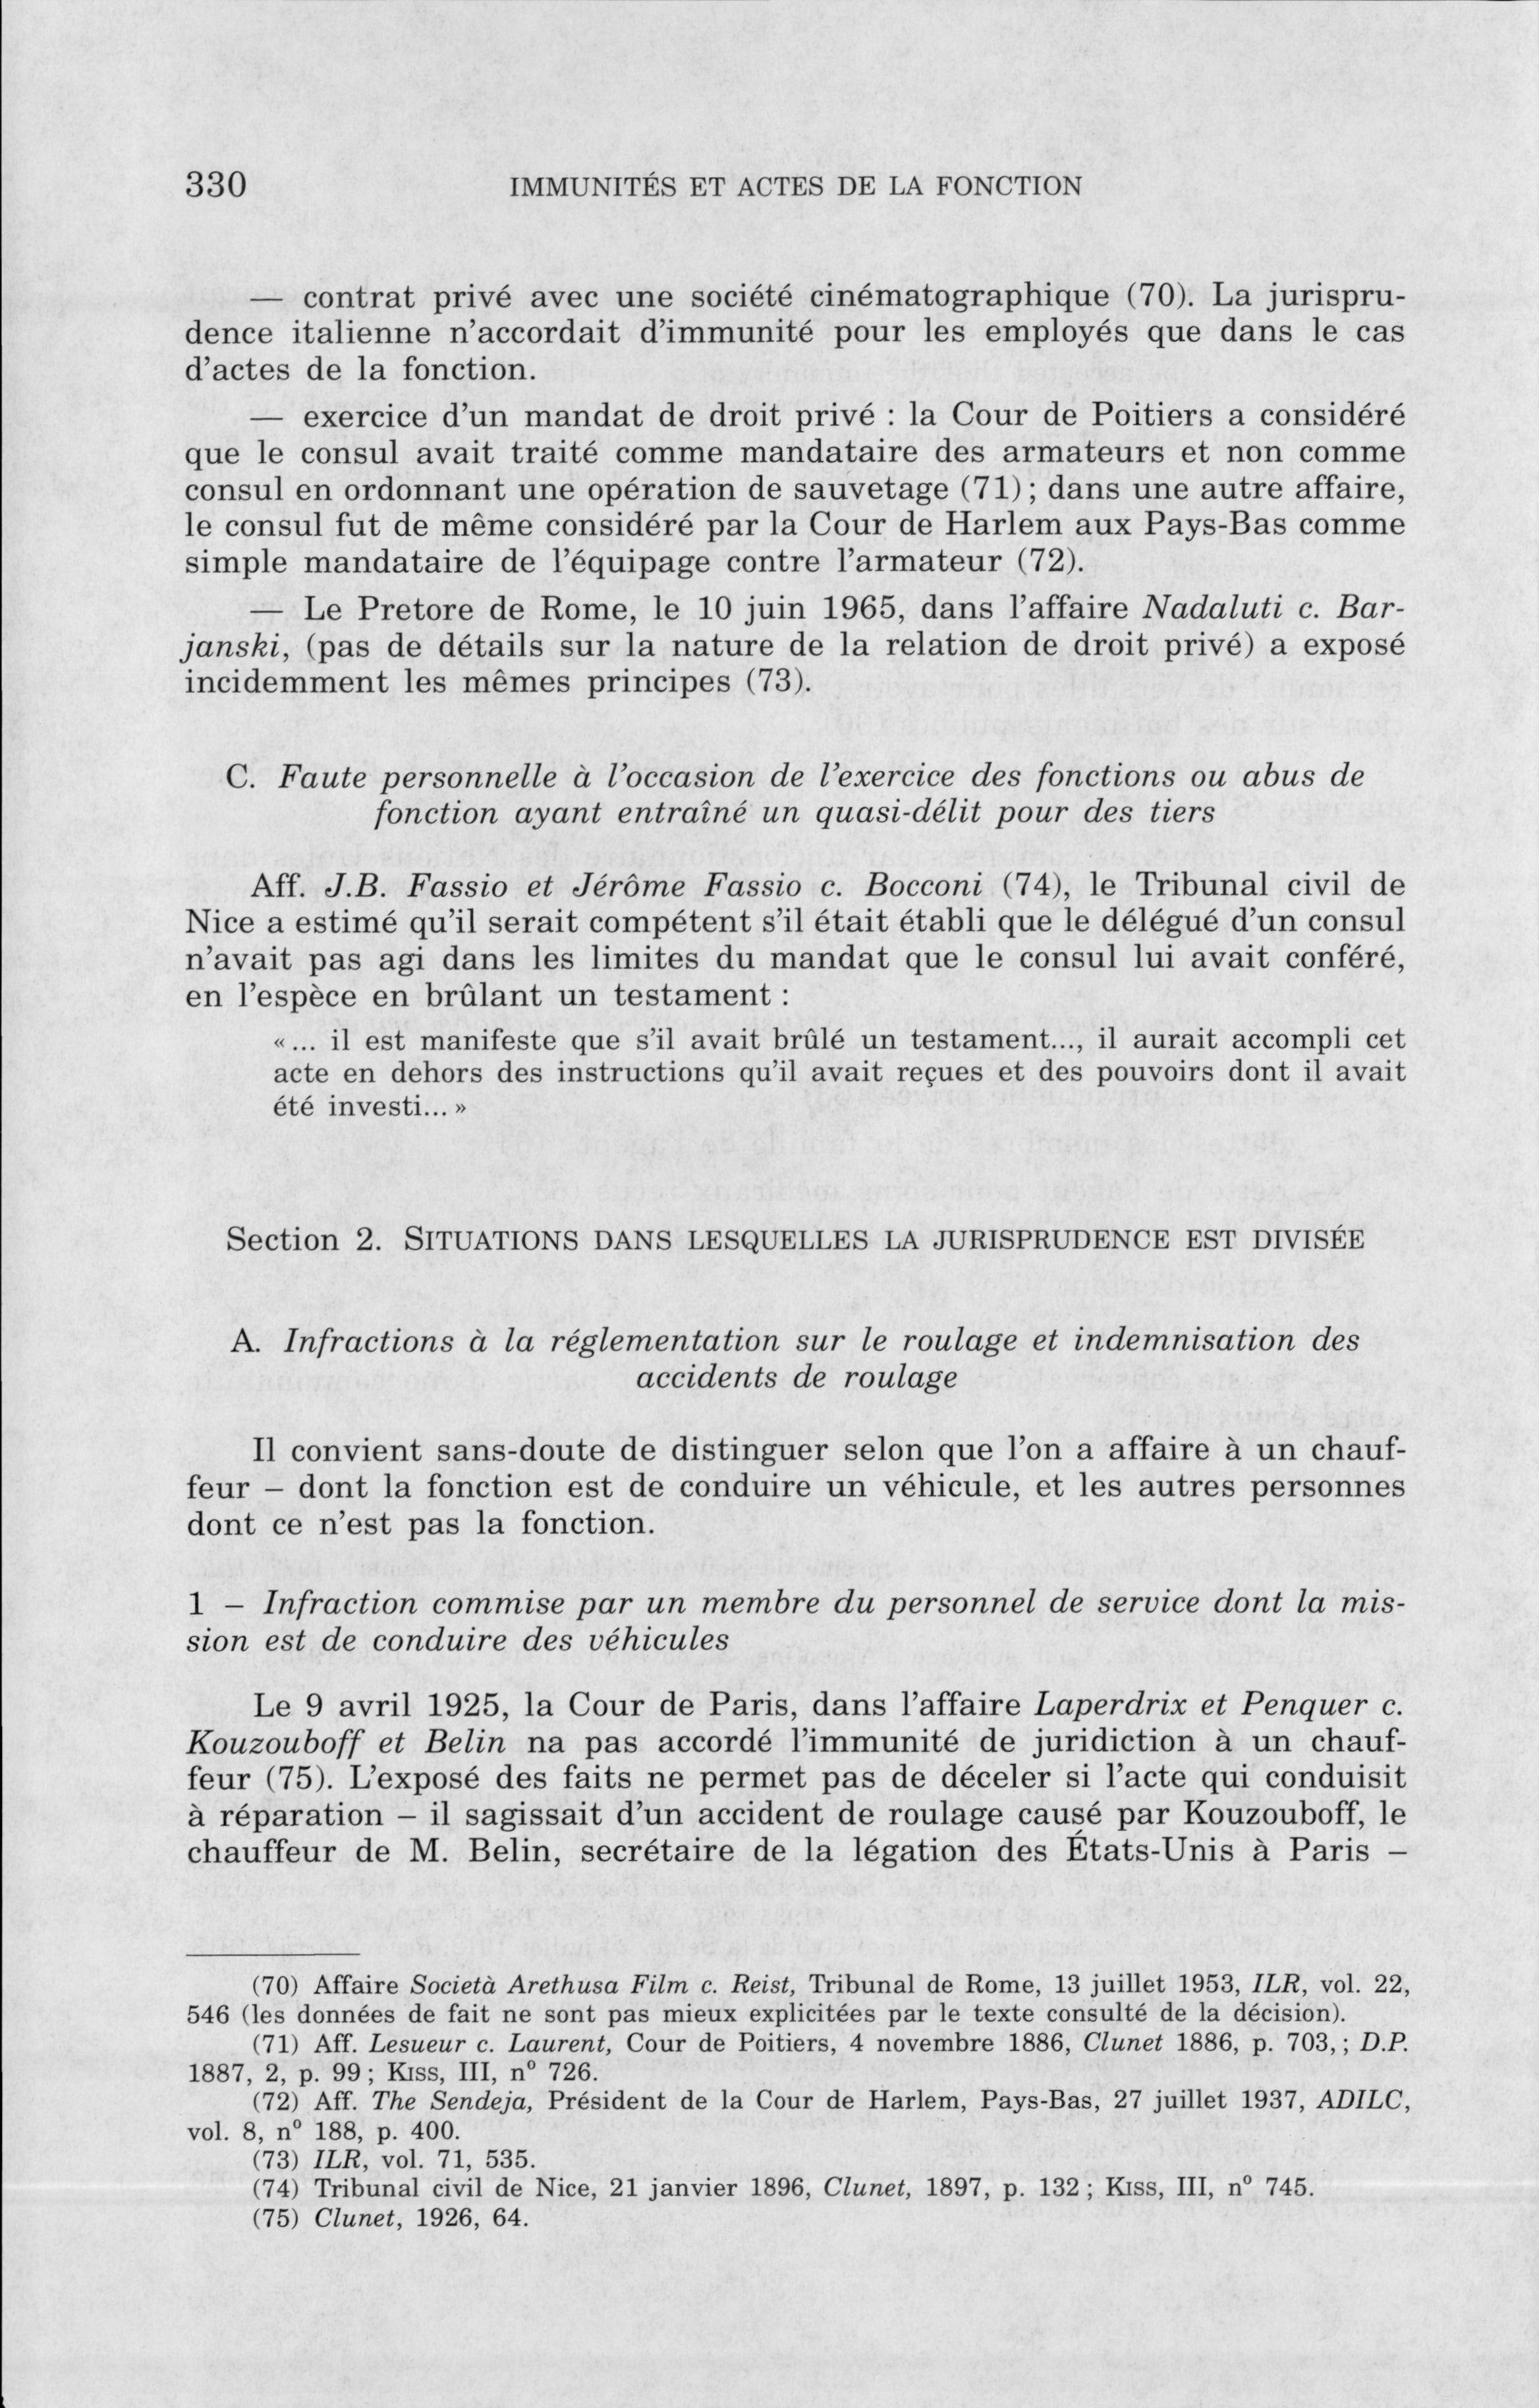 330 IMMUNITÉS ET ACTES DE LA FONCTION
— contrat privé avec une société cinématographique (70). La jurispru-
dence italienne n'accordait d'immunité pour les employés que dans le cas
d'actes de la fonction.
— exercice d'un mandat de droit privé : la Cour de Poitiers a considéré
que le consul avait traité comme mandataire des armateurs et non comme
consul en ordonnant une opération de sauvetage (71) ; dans une autre affaire,
le consul fut de même considéré par la Cour de Harlem aux Pays-Bas comme
simple mandataire de l'équipage contre l'armateur (72).
— Le Pretore de Rome, le 10 juin 1965, dans l'affaire Nadaluti c. Bar-
janski, (pas de détails sur la nature de la relation de droit privé) a exposé
incidemment les mêmes principes (73).
C. Faute personnelle à l'occasion de l'exercice des fonctions ou abus de
fonction ayant entraîné un quasi-délit pour des tiers
Aff. J.B. Fassio et Jérôme Fassio c. Bocconi (74), le Tribunal civil de
Nice a estimé qu'il serait compétent s'il était établi que le délégué d'un consul
n'avait pas agi dans les limites du mandat que le consul lui avait conféré,
en l'espèce en brûlant un testament :
«... il est manifeste que s'il avait brûlé un testament..., il aurait accompli cet
acte en dehors des instructions qu'il avait reçues et des pouvoirs dont il avait
été investi... »
Section 2. SITUATIONS DANS LESQUELLES LA JURISPRUDENCE EST DIVISÉE
A. Infractions à la réglementation sur le roulage et indemnisation des
accidents de roulage
Il convient sans-doute de distinguer selon que l'on a affaire à un chauf-
feur – dont la fonction est de conduire un véhicule, et les autres personnes
dont ce n'est pas la fonction.
1 – Infraction commise par un membre du personnel de service dont la mis-
sion est de conduire des véhicules
Le 9 avril 1925, la Cour de Paris, dans l'affaire Laperdrix et Penquer c.
Kouzouboff et Belin na pas accordé l'immunité de juridiction à un chauf-
feur (75). L'exposé des faits ne permet pas de déceler si l'acte qui conduisit
à réparation – il sagissait d'un accident de roulage causé par Kouzouboff, le
chauffeur de M. Belin, secrétaire de la légation des États-Unis à Paris –
(70) Affaire Società Arethusa Film c. Reist, Tribunal de Rome, 13 juillet 1953, ILR, vol. 22,
546 (les données de fait ne sont pas mieux explicitées par le texte consulté de la décision).
(71) Aff. Lesueur c. Laurent, Cour de Poitiers, 4 novembre 1886, Clunet 1886, p. 703, ; D.P.
1887, 2, p. 99 ; KISS, III, nº 726.
(72) Aff. The Sendeja, Président de la Cour de Harlem, Pays-Bas, 27 juillet 1937, ADILC,
vol. 8, nº 188, p. 400.
(73) ILR, vol. 71, 535.
(74) Tribunal civil de Nice, 21 janvier 1896, Clunet, 1897, p. 132 ; KISS, III, nº 745.
(75) Clunet, 1926, 64.